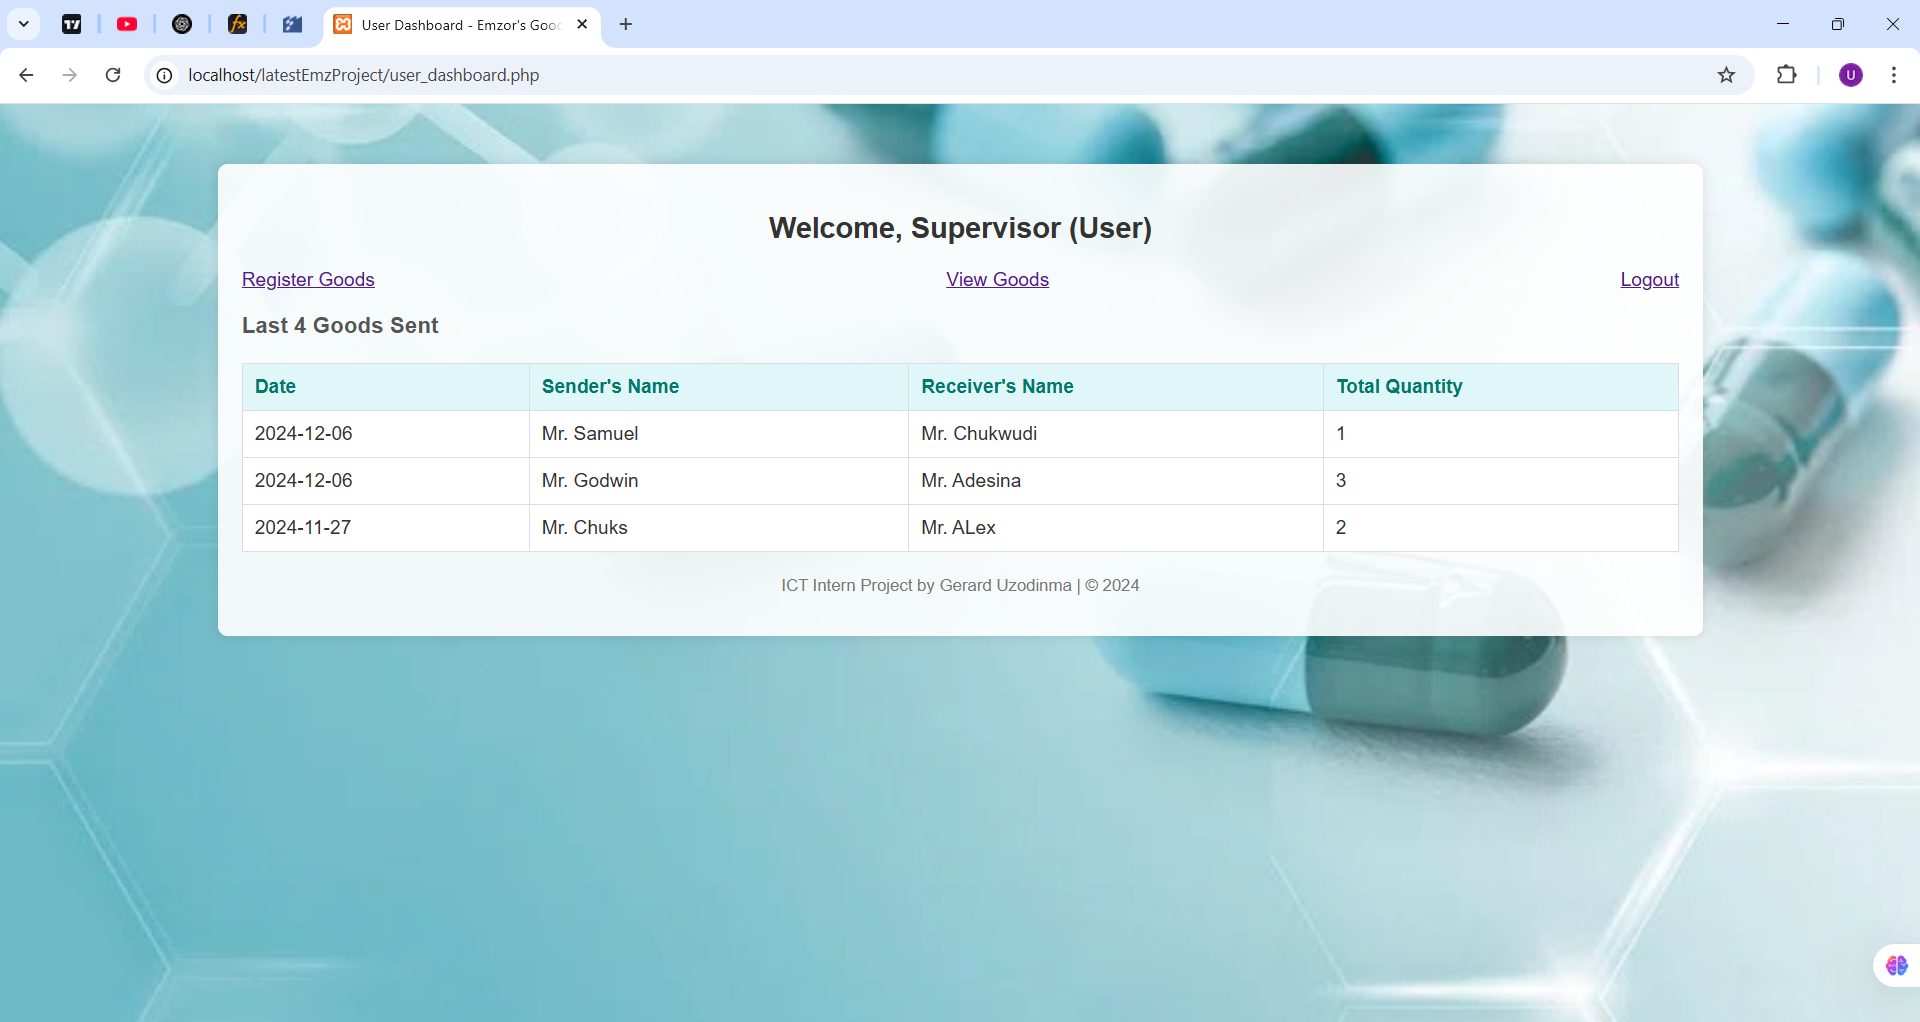 User Dashboard - Emzor's Goo
localhost/latestEmzProject/user_dashboard.php
U
Welcome, Supervisor (User)
Register Goods View Goods Logout
Last 4 Goods Sent
Date Sender's Name Receiver's Name Total Quantity
2024-12-06 Mr. Samuel Mr. Chukwudi 1
2024-12-06 Mr. Godwin Mr. Adesina 3
2024-11-27 Mr. Chuks Mr. ALex 2
ICT Intern Project by Gerard Uzodinma | © 2024